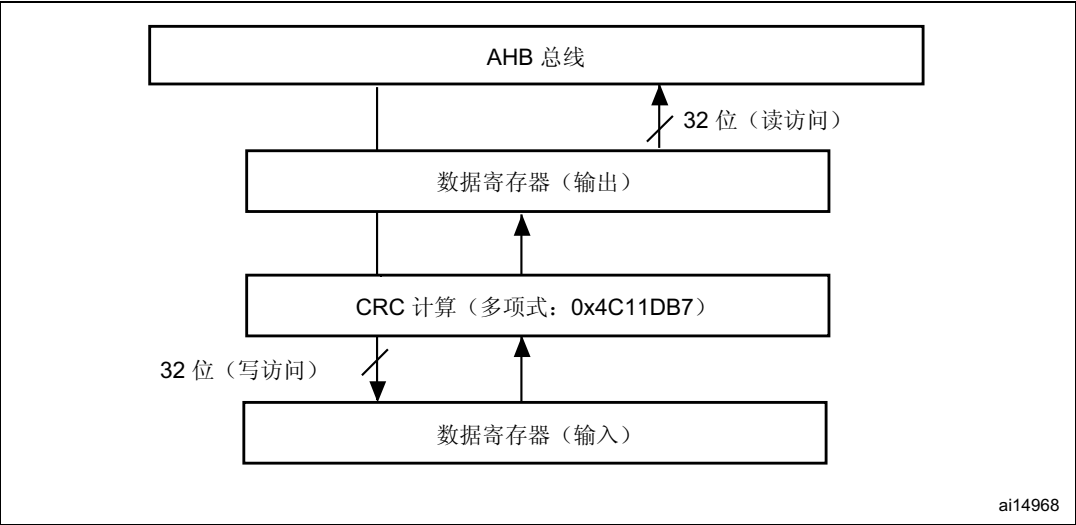 AHB 总线
32 位（读访问）
数据寄存器（输出）
CRC 计算（多项式：0x4C11DB7）
32 位（写访问）
数据寄存器（输入）
ai14968